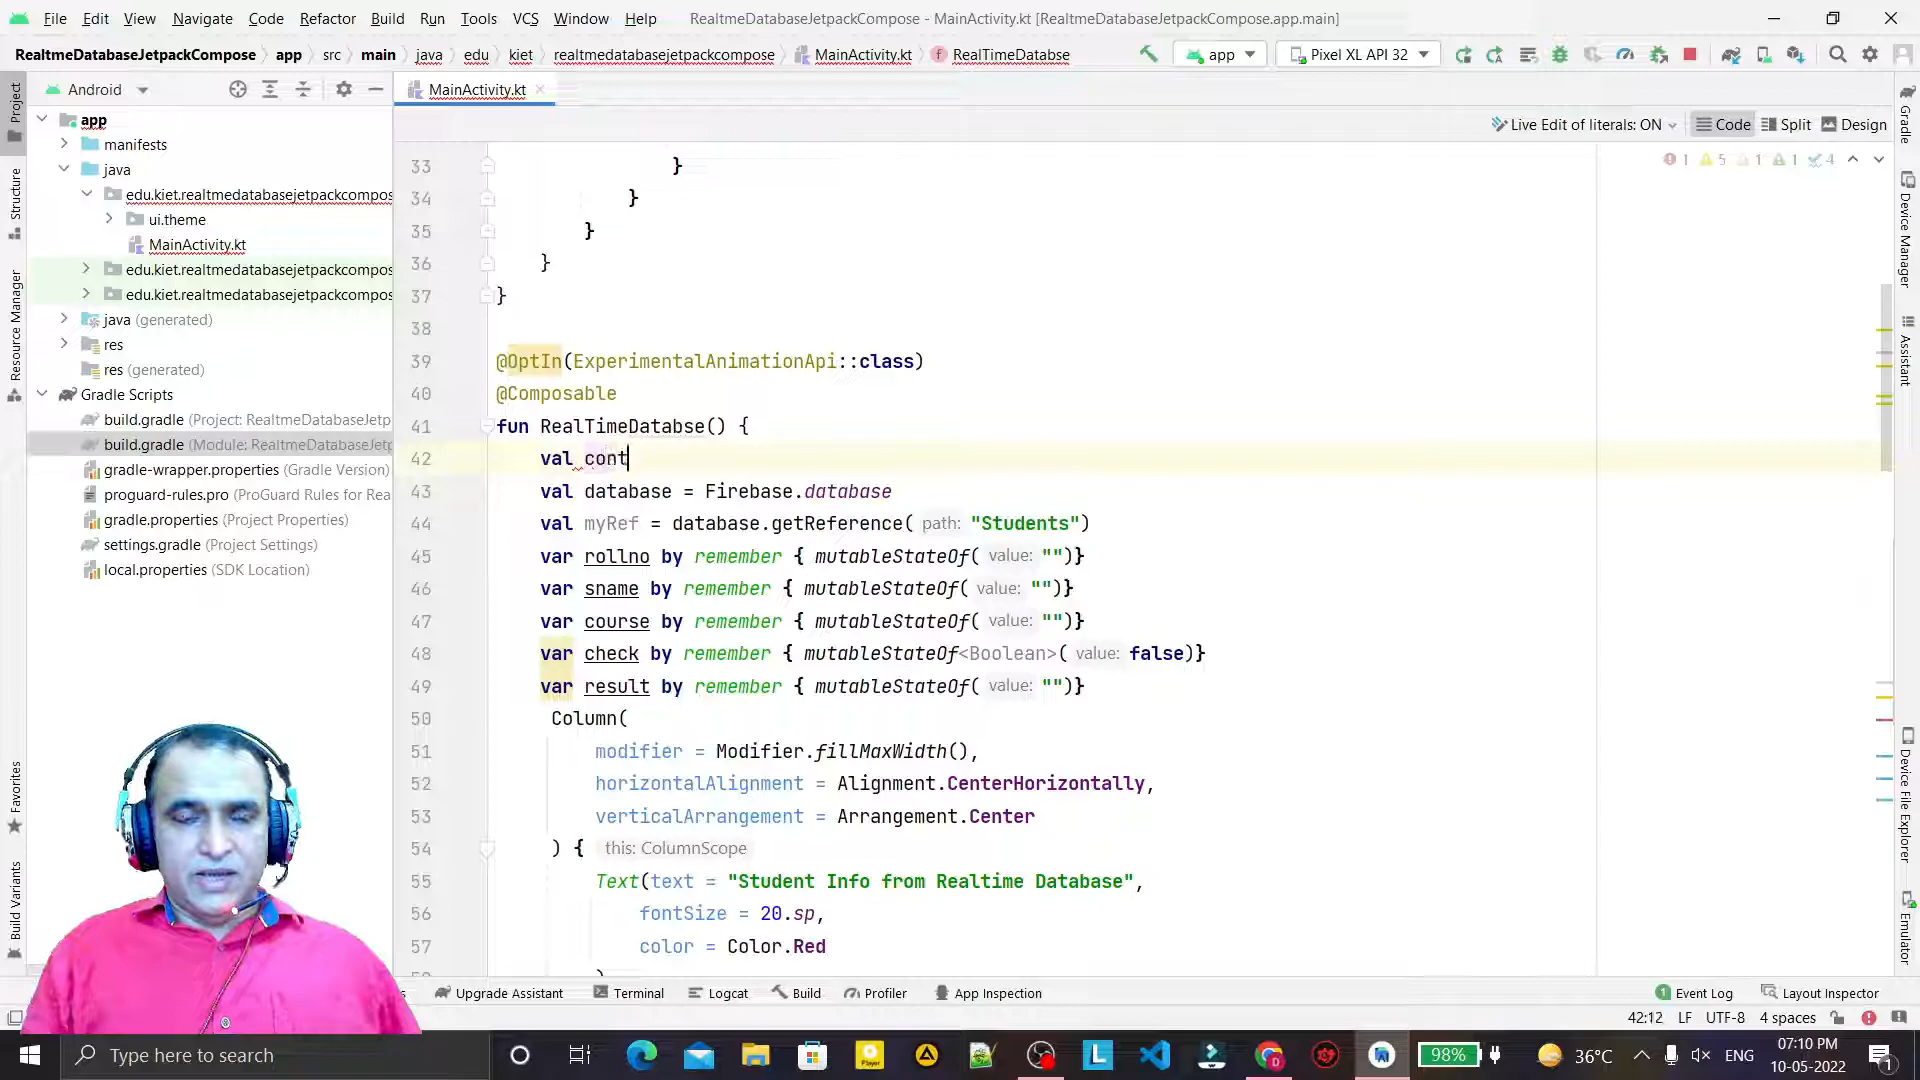 File Edit View Navigate Code Refactor Build Run Tools VCS Window Help RealtmeDatabaseJetpackCompose - MainActivity.kt [RealtmeDatabaseJetpackCompose.app.main]
RealtmeDatabaseJetpackCompose app src main java edu kiet realtmedatabasejetpackcompose MainActivity.kt RealTimeDatabse app Pixel XL API 32
Android MainActivity.kt
Live Edit of literals: ON Code Split Design
1 5 1 1 4
Project
Structure
Resource Manager
Favorites
Build Variants
app
manifests
java
edu.kiet.realtmedatabasejetpackcompos
ui.theme
MainActivity.kt
edu.kiet.realtmedatabasejetpackcompos
edu.kiet.realtmedatabasejetpackcompos
java (generated)
res
res (generated)
Gradle Scripts
build.gradle (Project: RealtmeDatabaseJetp
build.gradle (Module: RealtmeDatabaseJetp
gradle-wrapper.properties (Gradle Version)
proguard-rules.pro (ProGuard Rules for Rea
gradle.properties (Project Properties)
settings.gradle (Project Settings)
local.properties (SDK Location)
33 }
34 }
35 }
36 }
37 }
38
39 @OptIn(ExperimentalAnimationApi::class)
40 @Composable
41 fun RealTimeDatabse() {
42 val cont
43 val database = Firebase.database
44 val myRef = database.getReference( path: "Students")
45 var rollno by remember { mutableStateOf( value: "")}
46 var sname by remember { mutableStateOf( value: "")}
47 var course by remember { mutableStateOf( value: "")}
48 var check by remember { mutableStateOf<Boolean>( value: false)}
49 var result by remember { mutableStateOf( value: "")}
50 Column(
51 modifier = Modifier.fillMaxWidth(),
52 horizontalAlignment = Alignment.CenterHorizontally,
53 verticalArrangement = Arrangement.Center
54 ) { this: ColumnScope
55 Text(text = "Student Info from Realtime Database",
56 fontSize = 20.sp,
57 color = Color.Red
Gradle
Device Manager
Assistant
Device File Explorer
Emulator
Upgrade Assistant Terminal Logcat Build Profiler App Inspection 1 Event Log Layout Inspector
42:12 LF UTF-8 4 spaces
Type here to search
98% 36°C ENG
07:10 PM
10-05-2022
1